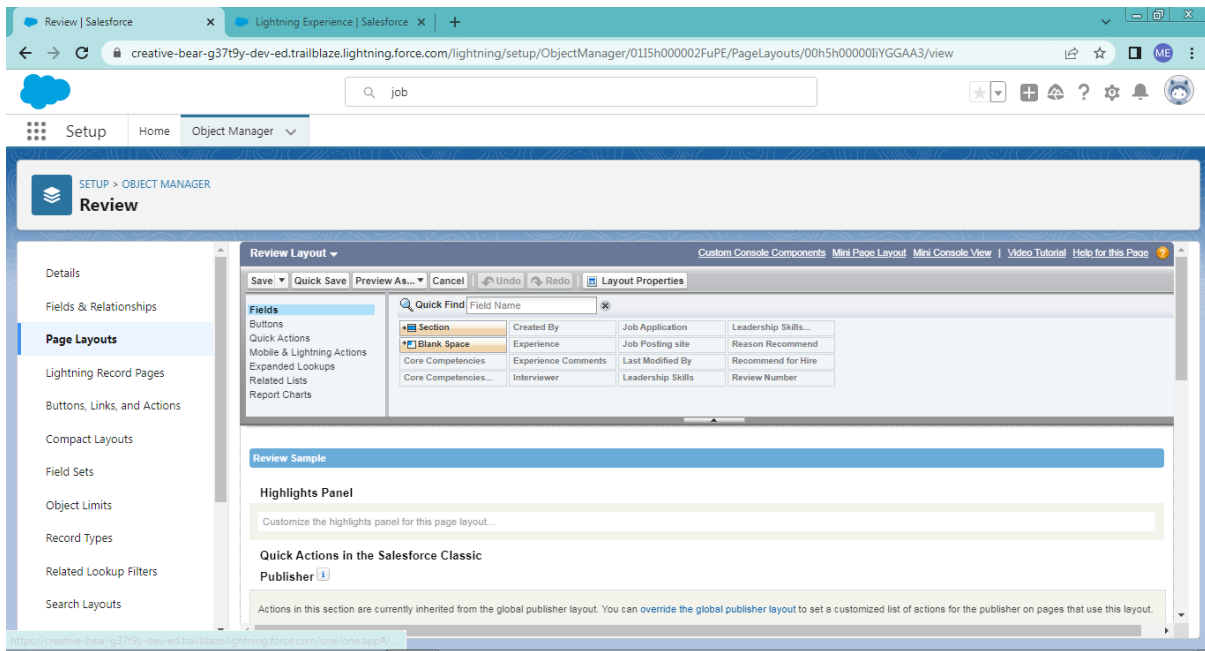 Review | Salesforce
Lightning Experience | Salesforce
creative-bear-g37t9y-dev-ed.trailblaze.lightning.force.com/lightning/setup/ObjectManager/01I5h000002FuPE/PageLayouts/00h5h00000IiYGGAA3/view
ME
job
Setup Home Object Manager
SETUP > OBJECT MANAGER
Review
Details
Fields & Relationships
Page Layouts
Lightning Record Pages
Buttons, Links, and Actions
Compact Layouts
Field Sets
Object Limits
Record Types
Related Lookup Filters
Search Layouts
Review Layout Custom Console Components Mini Page Layout Mini Console View | Video Tutorial Help for this Page
Save Quick Save Preview As... Cancel Undo Redo Layout Properties
Fields
Buttons
Quick Actions
Mobile & Lightning Actions
Expanded Lookups
Related Lists
Report Charts
Quick Find Field Name
Section Created By Job Application Leadership Skills...
Blank Space Experience Job Posting site Reason Recommend
Core Competencies Experience Comments Last Modified By Recommend for Hire
Core Competencies... Interviewer Leadership Skills Review Number
Review Sample
Highlights Panel
Customize the highlights panel for this page layout...
Quick Actions in the Salesforce Classic
Publisher i
Actions in this section are currently inherited from the global publisher layout. You can override the global publisher layout to set a customized list of actions for the publisher on pages that use this layout.
https://creative-bear-g37t9y-dev-ed.trailblaze.lightning.force.com/one/one.app#/...